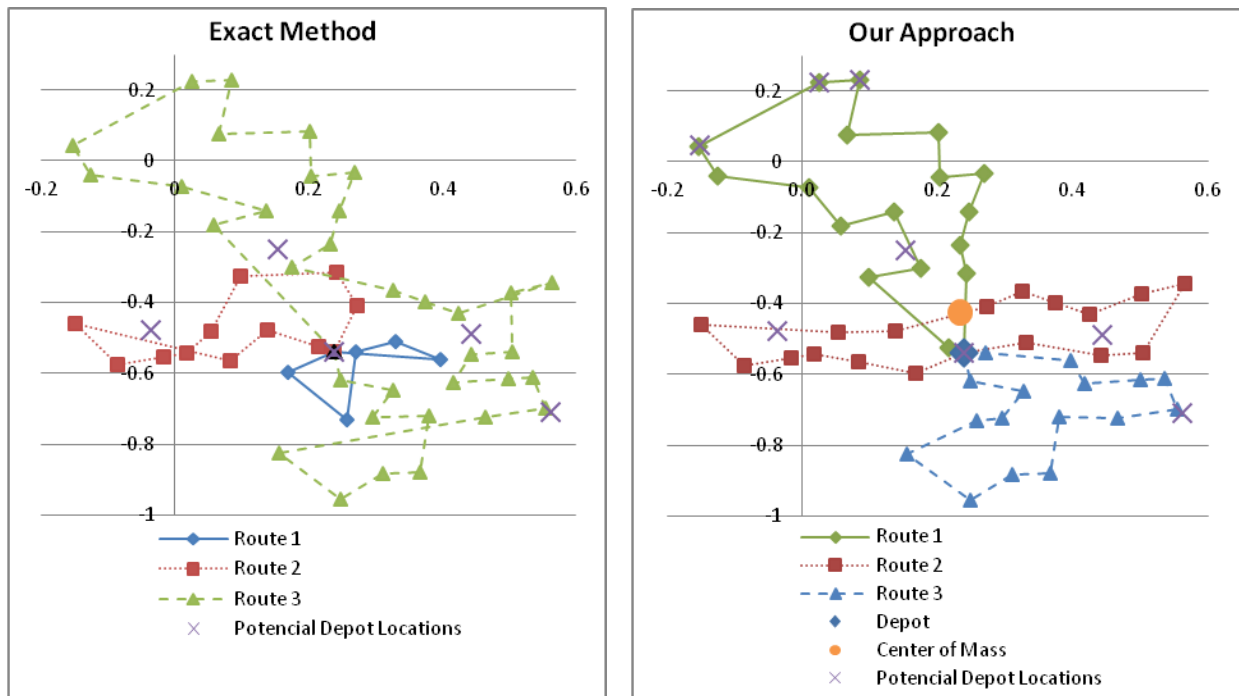 Exact Method
0.2
0
-0.2
0.0
0.2
0.4
0.6
-0.2
-0.4
-0.6
-0.8
-1
Route 1
Route 2
Route 3
Potencial Depot Locations
Our Approach
0.2
0
-0.2
0.0
0.2
0.4
0.6
-0.2
-0.4
-0.6
-0.8
-1
Route 1
Route 2
Route 3
Depot
Center of Mass
Potencial Depot Locations